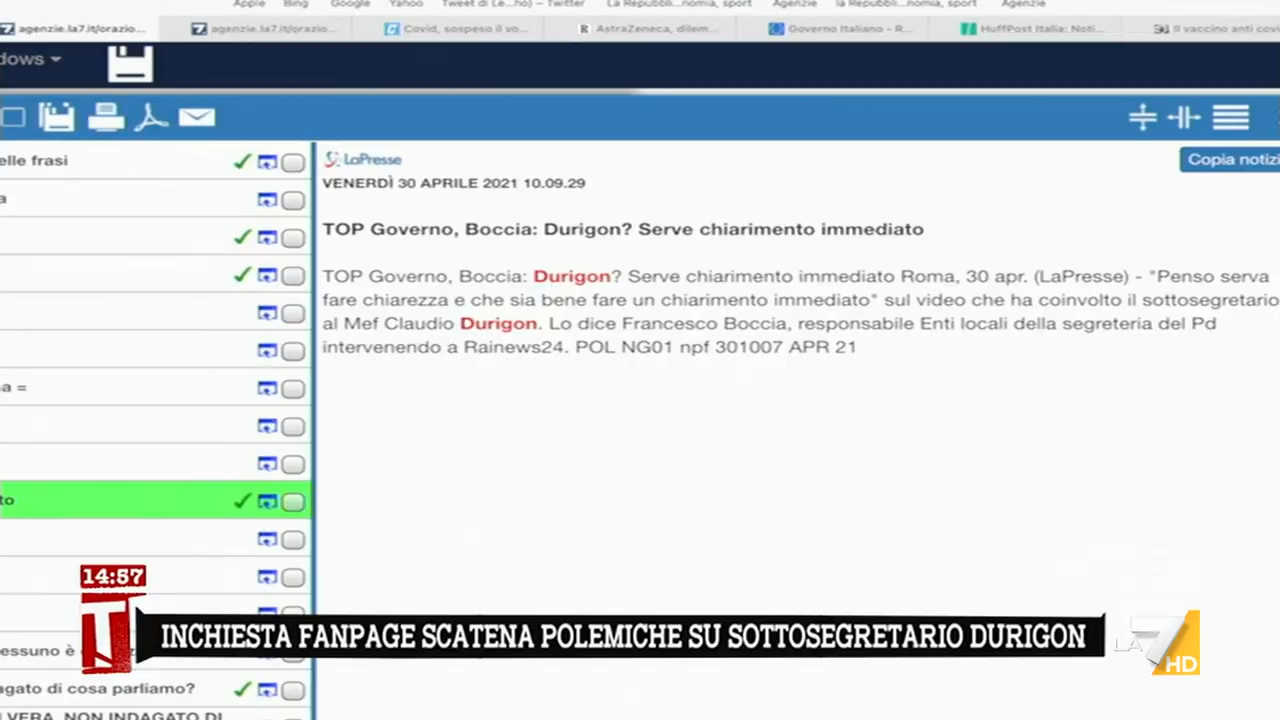 Apple Bing Google Yahoo Tweet di Le...ho) – Twitter La Repubbli...nomia, sport Agenzie la Repubbli...nomia, sport Agenzie
agenzie.la7.it/orazio... agenzie.la7.it/orazio... Covid, sospeso il vo... AstraZeneca, dilem... Governo Italiano - R... HuffPost Italia: Noti... Il vaccino anti covi
dows
elle frasi
LaPresse
Copia notizi
VENERDÌ 30 APRILE 2021 10.09.29
a
TOP Governo, Boccia: Durigon? Serve chiarimento immediato
TOP Governo, Boccia: Durigon? Serve chiarimento immediato Roma, 30 apr. (LaPresse) - "Penso serva
fare chiarezza e che sia bene fare un chiarimento immediato" sul video che ha coinvolto il sottosegretario
al Mef Claudio Durigon. Lo dice Francesco Boccia, responsabile Enti locali della segreteria del Pd
intervenendo a Rainews24. POL NG01 npf 301007 APR 21
a =
to
14:57
T
INCHIESTA FANPAGE SCATENA POLEMICHE SU SOTTOSEGRETARIO DURIGON
LA7 HD
essuno è
agato di cosa parliamo?
VERA, NON INDAGATO DI